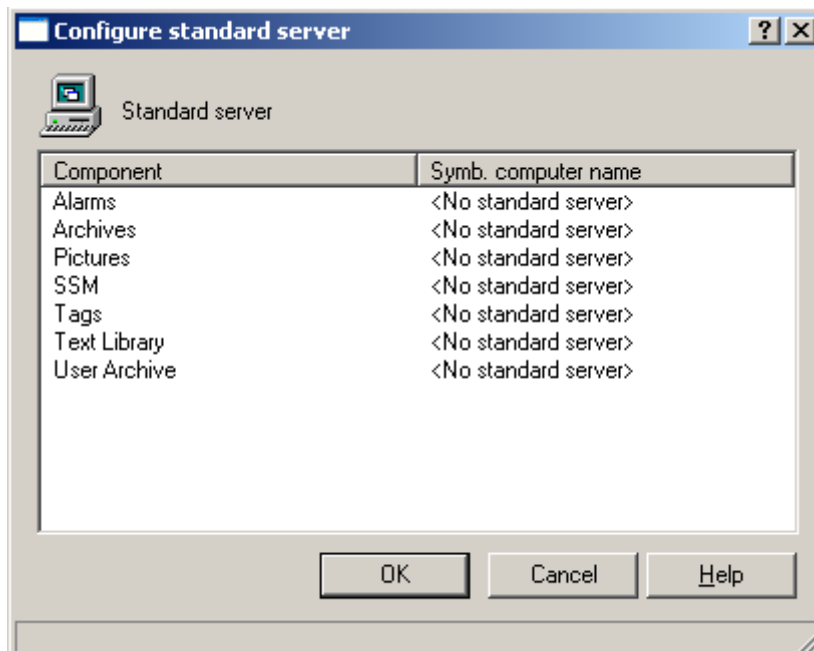 Configure standard server
Standard server
Component Symb. computer name
Alarms <No standard server>
Archives <No standard server>
Pictures <No standard server>
SSM <No standard server>
Tags <No standard server>
Text Library <No standard server>
User Archive <No standard server>
OK Cancel Help